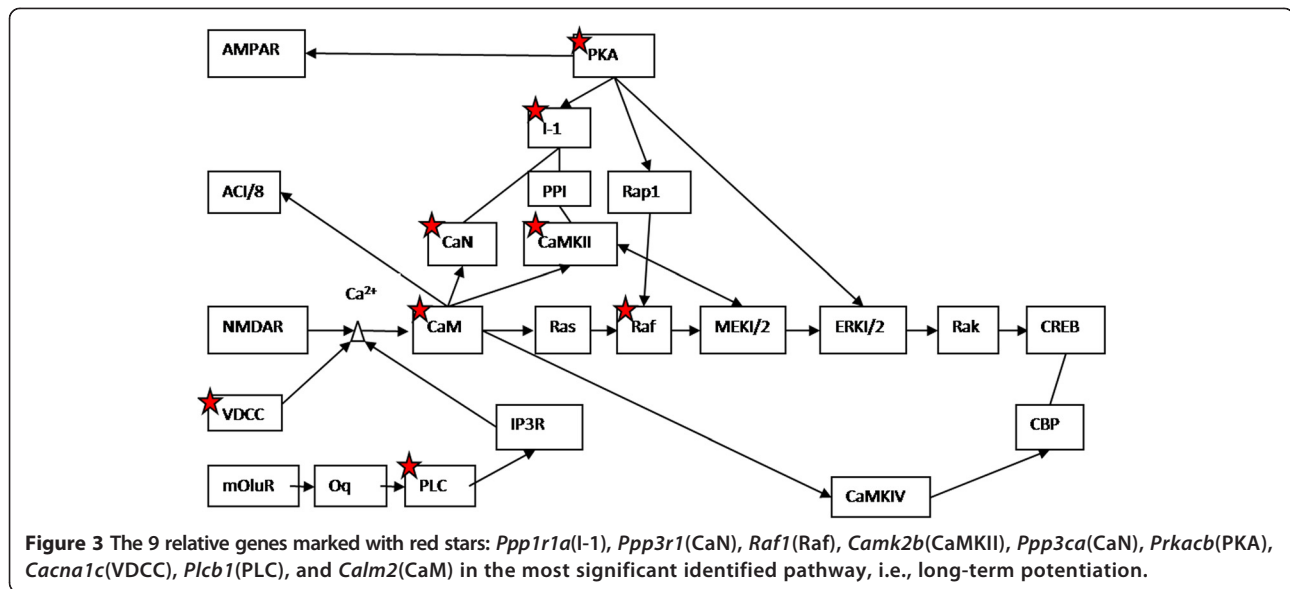 AMPAR
PKA
I-1
ACI/8
PPI
Rap1
CaN
CaMKII
Ca²⁺
NMDAR
CaM
Ras
Raf
MEKI/2
ERKI/2
Rak
CREB
VDCC
IP3R
CBP
mOluR
Oq
PLC
CaMKIV
Figure 3 The 9 relative genes marked with red stars: Ppp1r1a(I-1), Ppp3r1(CaN), Raf1(Raf), Camk2b(CaMKII), Ppp3ca(CaN), Prkacb(PKA),
Cacna1c(VDCC), Plcb1(PLC), and Calm2(CaM) in the most significant identified pathway, i.e., long-term potentiation.